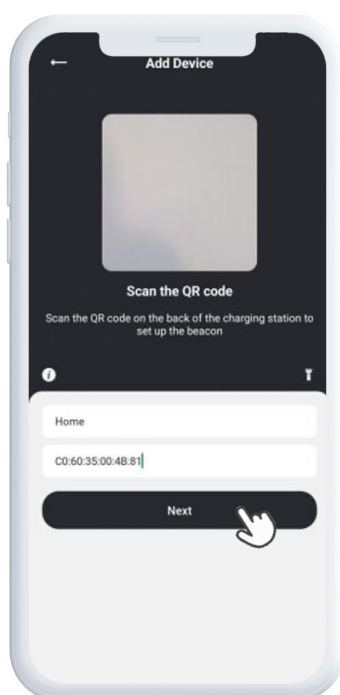 Add Device
Scan the QR code
Scan the QR code on the back of the charging station to
set up the beacon
Home
C0:60:35:00:4B:81
Next